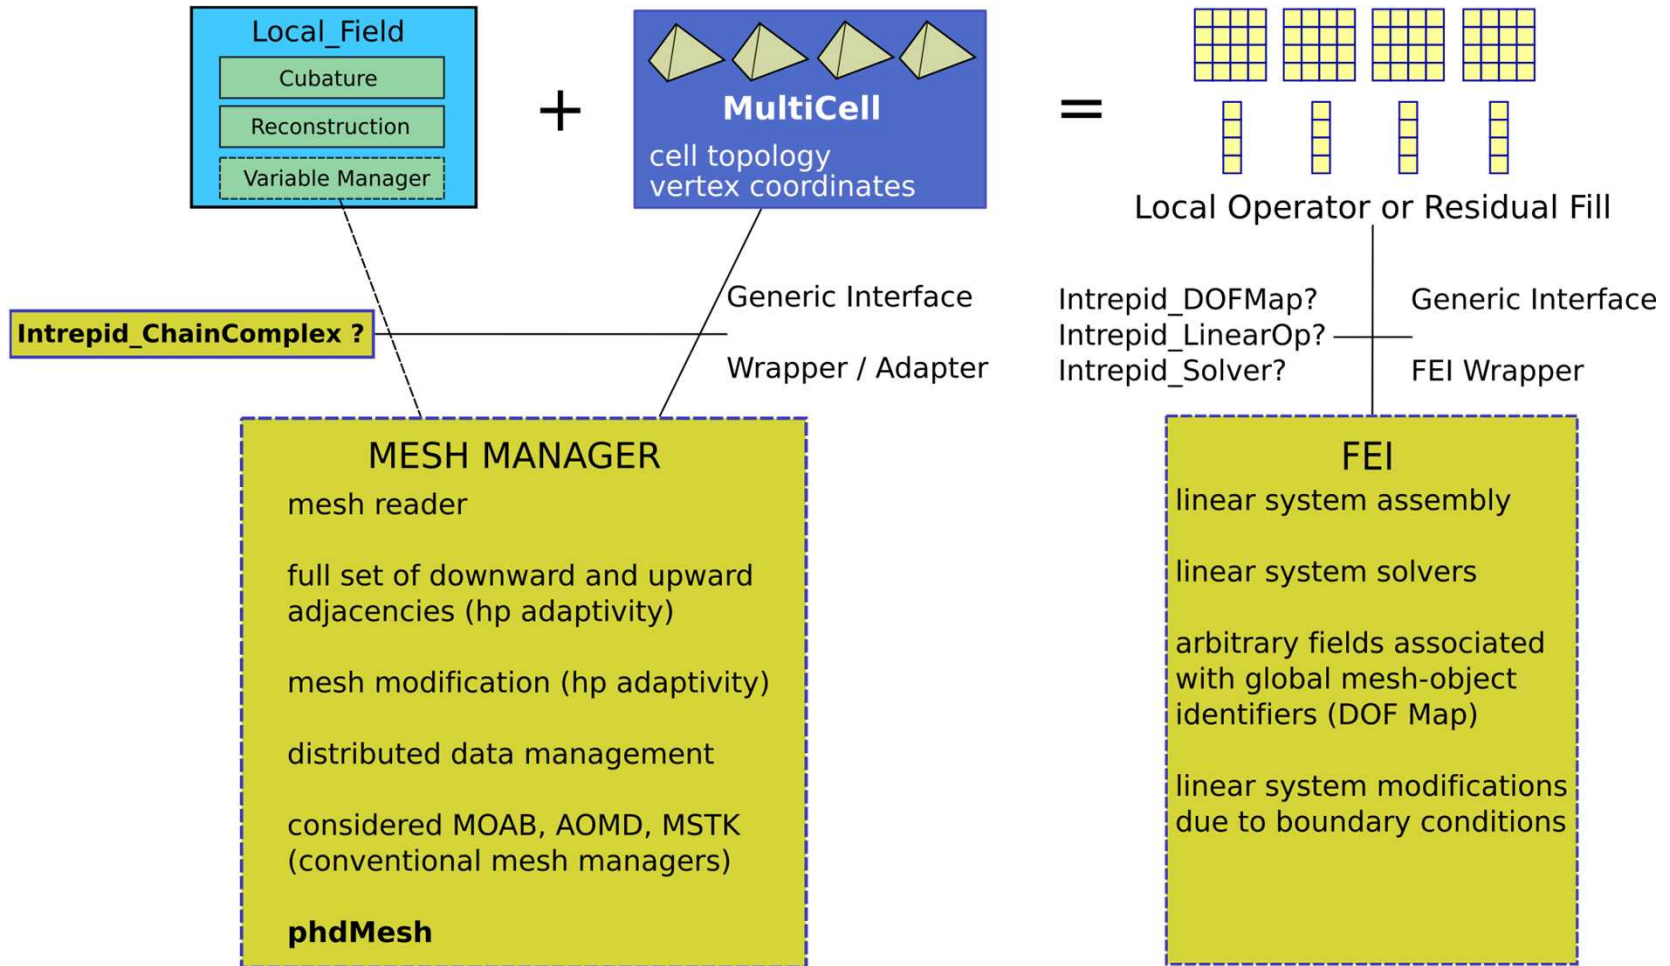 Local_Field
Cubature
Reconstruction
Variable Manager
+
MultiCell
cell topology
vertex coordinates
=
Local Operator or Residual Fill
Intrepid_ChainComplex ?
Generic Interface
Wrapper / Adapter
Intrepid_DOFMap?
Intrepid_LinearOp?
Intrepid_Solver?
Generic Interface
FEI Wrapper
MESH MANAGER
mesh reader
full set of downward and upward
adjacencies (hp adaptivity)
mesh modification (hp adaptivity)
distributed data management
considered MOAB, AOMD, MSTK
(conventional mesh managers)
phdMesh
FEI
linear system assembly
linear system solvers
arbitrary fields associated
with global mesh-object
identifiers (DOF Map)
linear system modifications
due to boundary conditions